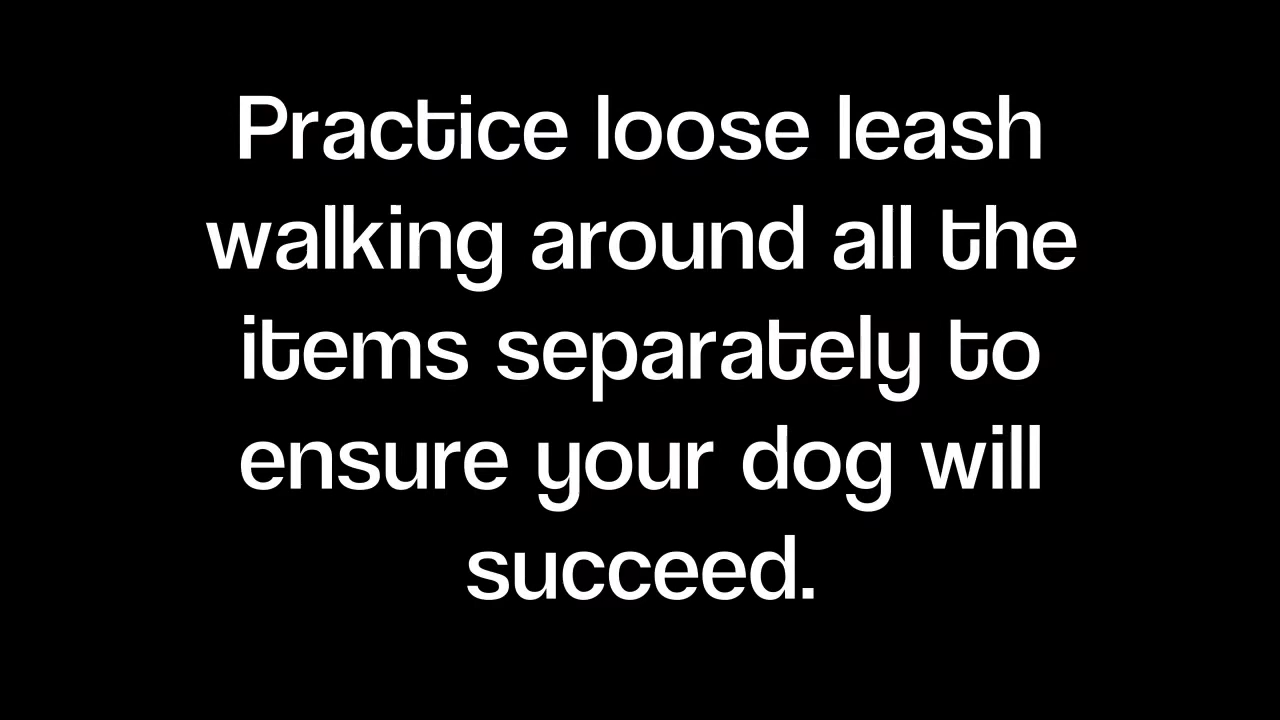 Practice loose leash
walking around all the
items separately to
ensure your dog will
succeed.